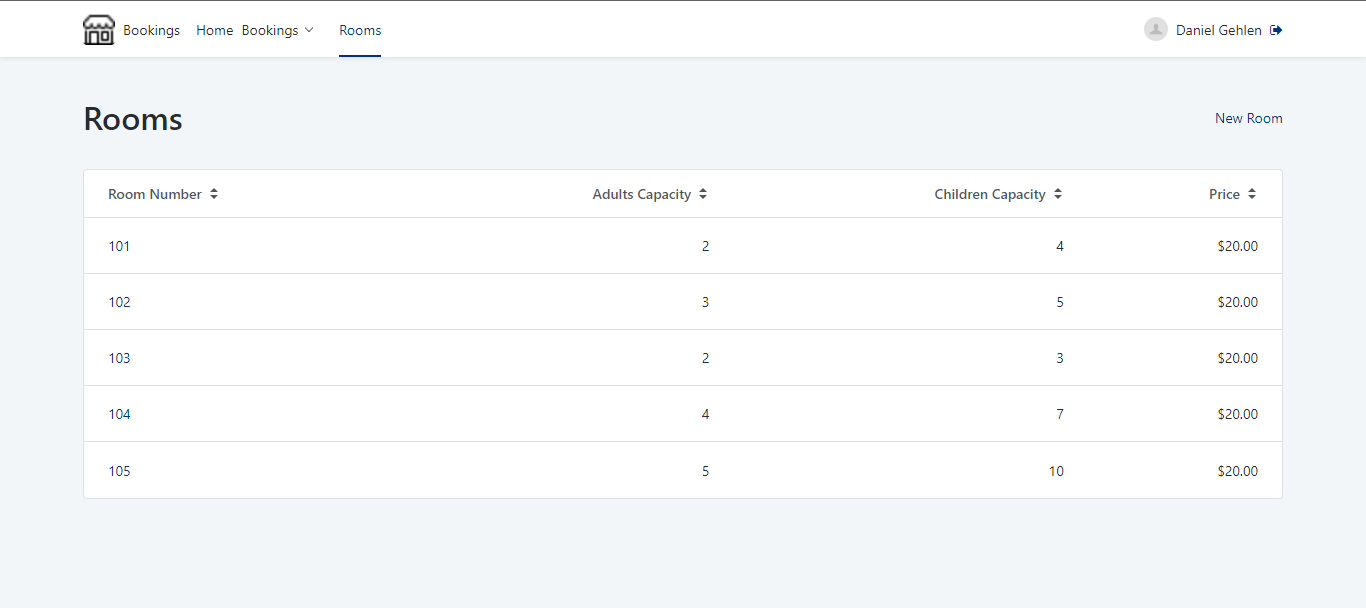 Bookings Home Bookings Rooms Daniel Gehlen
Rooms New Room
Room Number Adults Capacity Children Capacity Price
101 2 4 $20.00
102 3 5 $20.00
103 2 3 $20.00
104 4 7 $20.00
105 5 10 $20.00